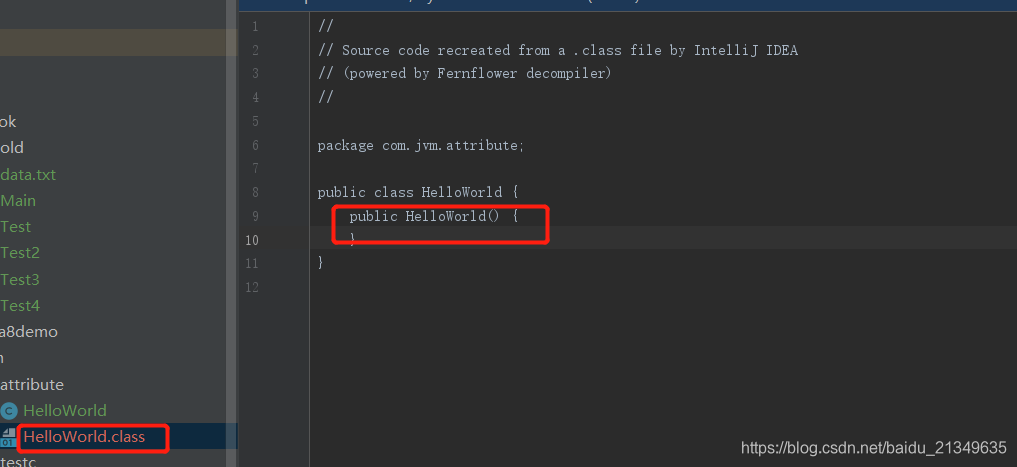 ok
old
data.txt
Main
Test
Test2
Test3
Test4
a8demo
n
attribute
HelloWorld
HelloWorld.class
testc
1 //
2 // Source code recreated from a .class file by IntelliJ IDEA
3 // (powered by Fernflower decompiler)
4 //
5
6 package com.jvm.attribute;
7
8 public class HelloWorld {
9 public HelloWorld() {
10 }
11 }
12
https://blog.csdn.net/baidu_21349635